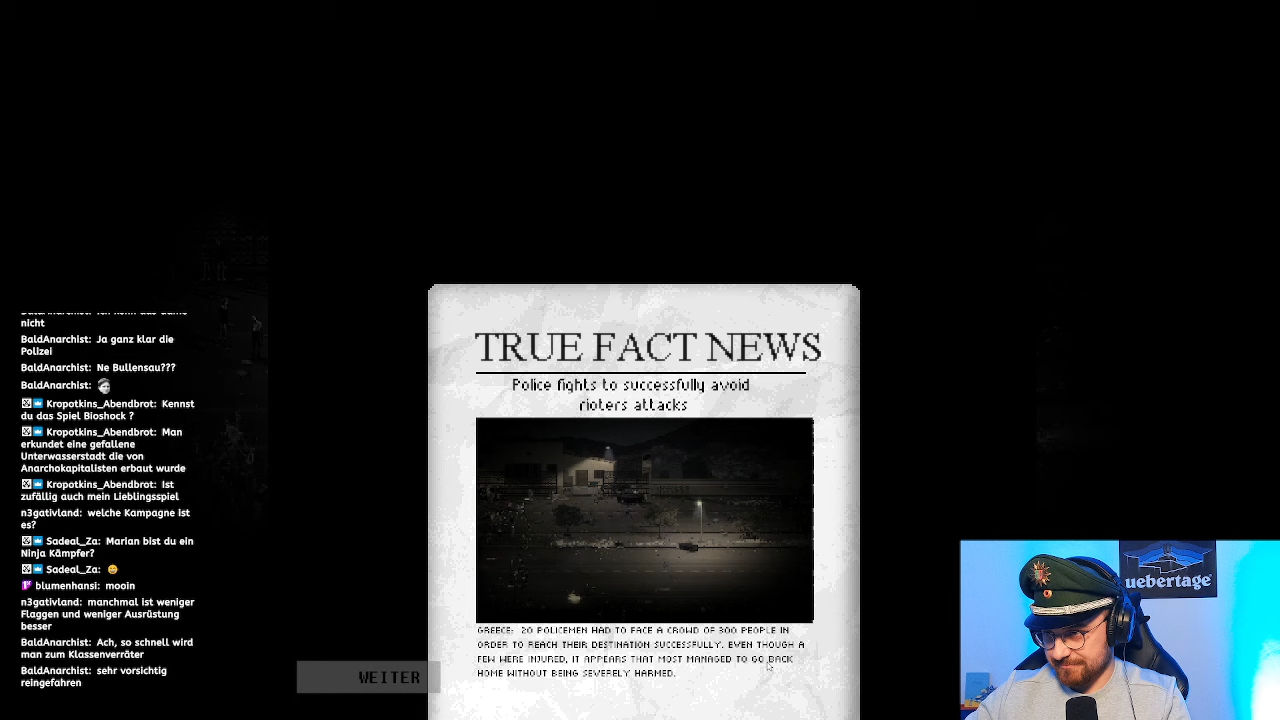 nicht
BaldAnarchist: Ja ganz klar die
Polizei
BaldAnarchist: Ne Bullensau???
BaldAnarchist:
Kropotkins_Abendbrot: Kennst
du das Spiel Bioshock ?
Kropotkins_Abendbrot: Man
erkundet eine gefallene
Unterwasserstadt die von
Anarchokapitalisten erbaut wurde
Kropotkins_Abendbrot: Ist
zufällig auch mein Lieblingsspiel
n3gativland: welche Kampagne ist
es?
Sadeal_Za: Marian bist du ein
Ninja Kämpfer?
Sadeal_Za:
blumenhansi: mooin
n3gativland: manchmal ist weniger
Flaggen und weniger Ausrüstung
besser
BaldAnarchist: Ach, so schnell wird
man zum Klassenverräter
BaldAnarchist: sehr vorsichtig
reingefahren
WEITER
TRUE FACT NEWS
Police fights to successfully avoid
rioters attacks
GREECE: 20 POLICEMEN HAD TO FACE A CROWD OF 300 PEOPLE IN
ORDER TO REACH THEIR DESTINATION SUCCESSFULLY. EVEN THOUGH A
FEW WERE INJURED, IT APPEARS THAT MOST MANAGED TO GO BACK
HOME WITHOUT BEING SEVERELY HARMED.
uebertage